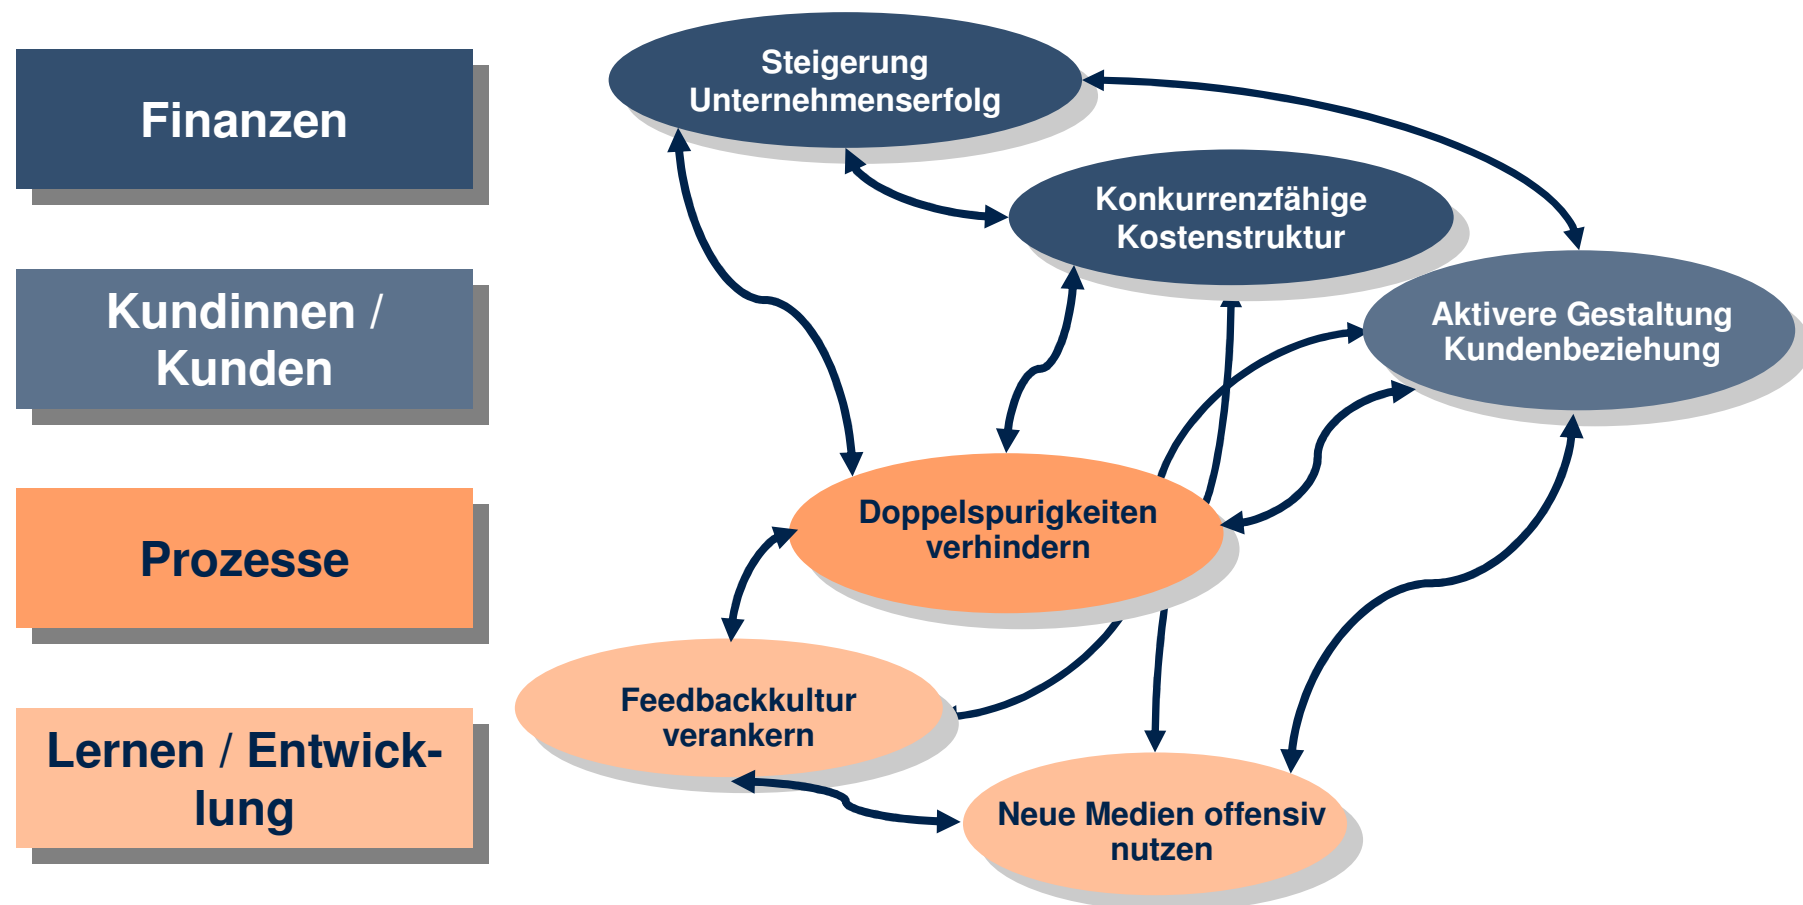 Finanzen
Kundinnen /
Kunden
Prozesse
Lernen / Entwick-
lung
Steigerung
Unternehmenserfolg
Konkurrenzfähige
Kostenstruktur
Aktivere Gestaltung
Kundenbeziehung
Doppelspurigkeiten
verhindern
Feedbackkultur
verankern
Neue Medien offensiv
nutzen